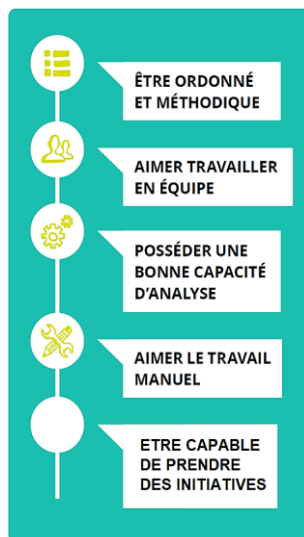 ÊTRE ORDONNÉ
ET MÉTHODIQUE
AIMER TRAVAILLER
EN ÉQUIPE
POSSÉDER UNE
BONNE CAPACITÉ
D'ANALYSE
AIMER LE TRAVAIL
MANUEL
ETRE CAPABLE
DE PRENDRE
DES INITIATIVES